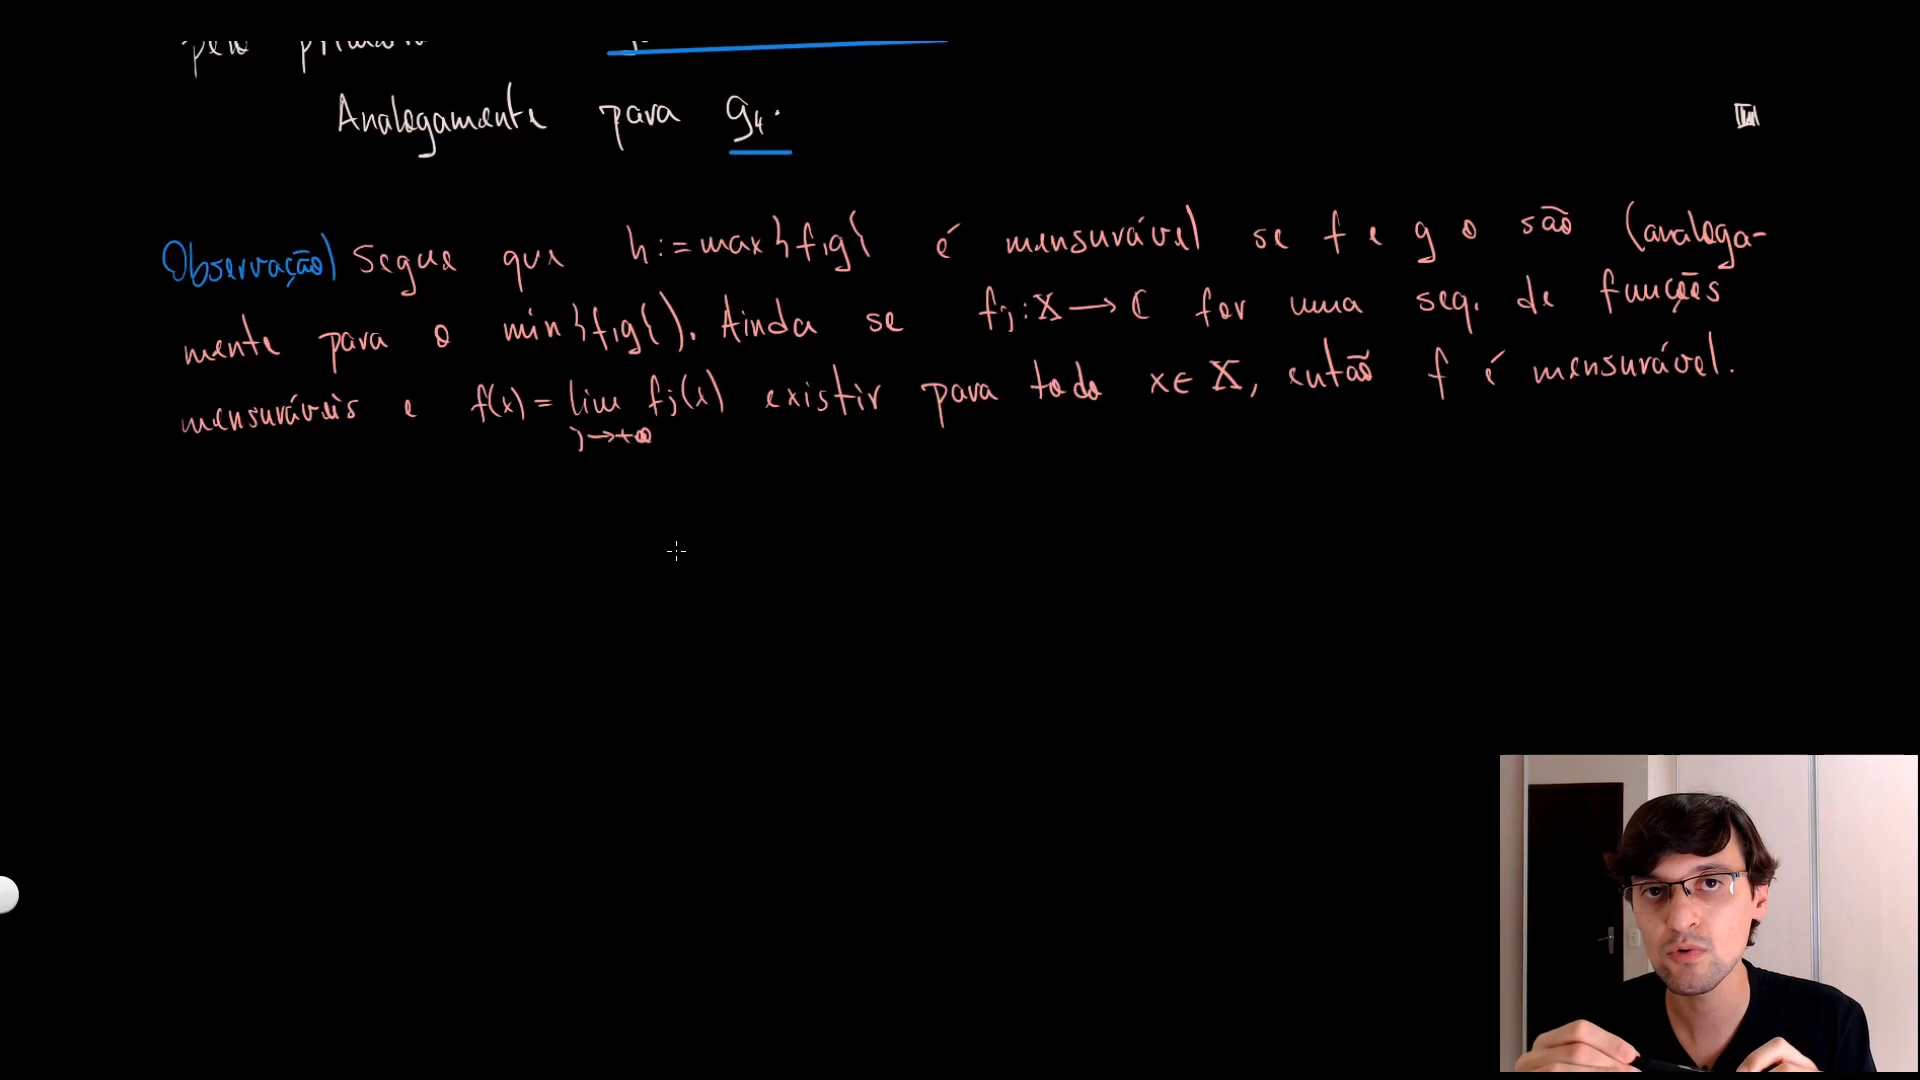 Analogamente para g₄.
Observação) Segue que h:=max{f,g} é mensurável se f e g o são (analoga-
mente para o min{f,g}). Ainda se fⱼ:X→ℂ for uma seq. de funções
mensuráveis e f(x)= lim fⱼ(x) existir para todo x∈X, então f é mensurável.
j→+∞